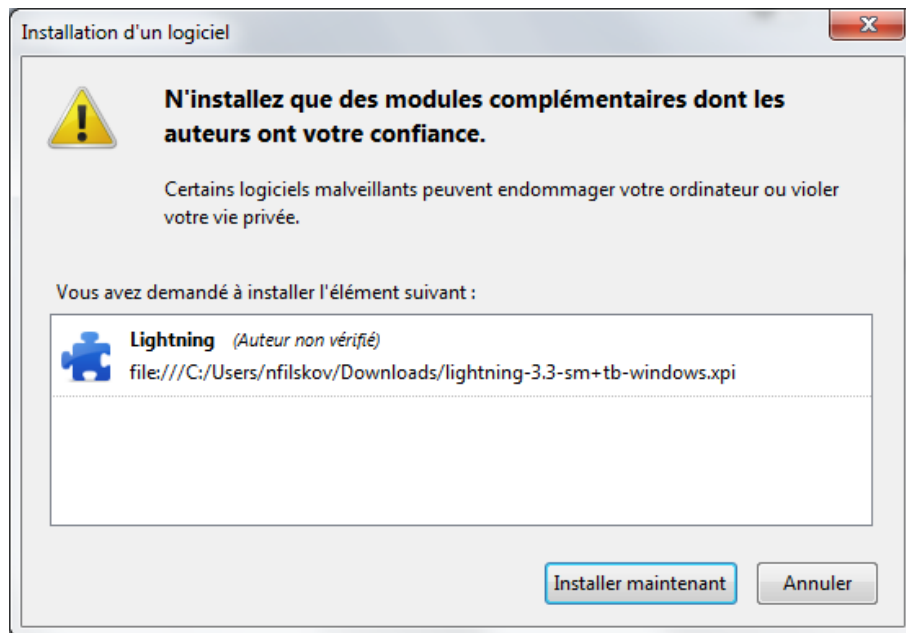 Installation d'un logiciel
N'installez que des modules complémentaires dont les
auteurs ont votre confiance.
Certains logiciels malveillants peuvent endommager votre ordinateur ou violer
votre vie privée.
Vous avez demandé à installer l'élément suivant :
Lightning (Auteur non vérifié)
file:///C:/Users/nfilskov/Downloads/lightning-3.3-sm+tb-windows.xpi
Installer maintenant Annuler